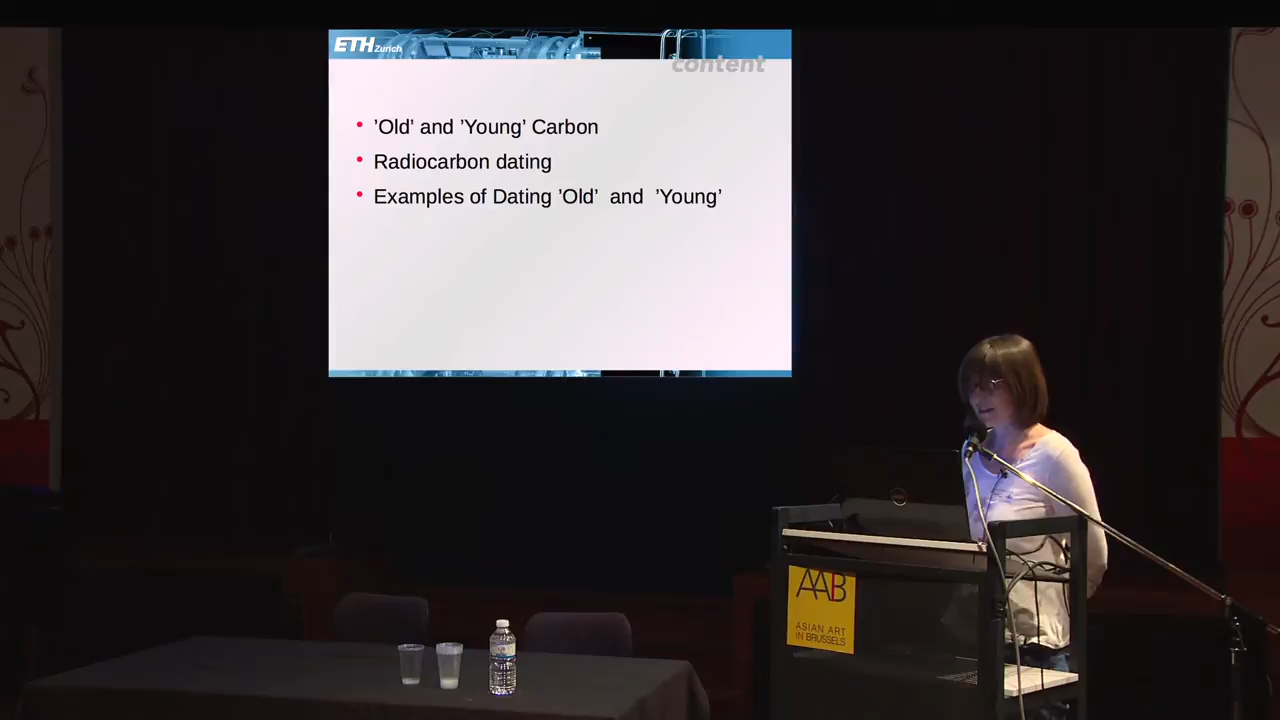 ETH Zurich
content
’Old’ and ’Young’ Carbon
Radiocarbon dating
Examples of Dating ’Old’ and ’Young’
AAB
ASIAN ART
IN BRUSSELS